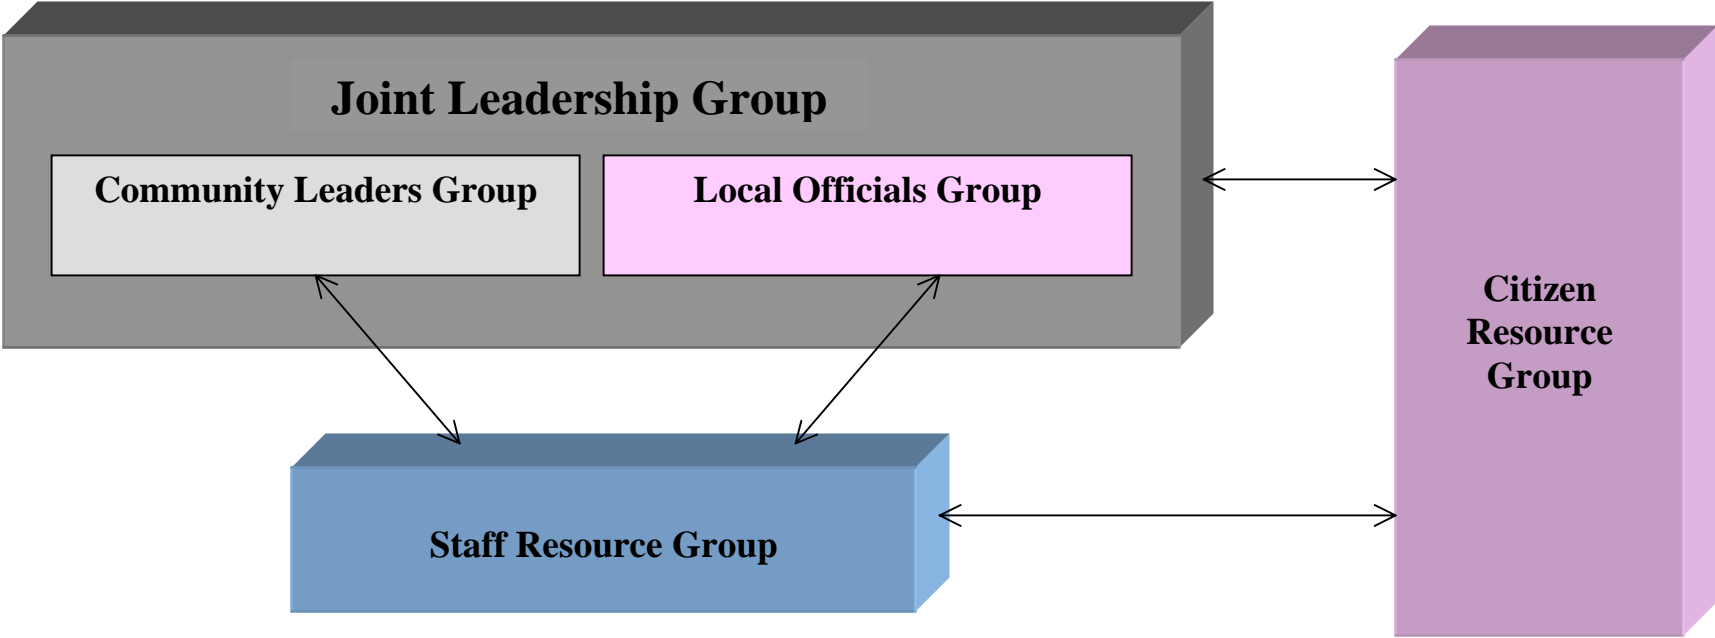 Joint Leadership Group
Community Leaders Group
Local Officials Group
Citizen
Resource
Group
Staff Resource Group